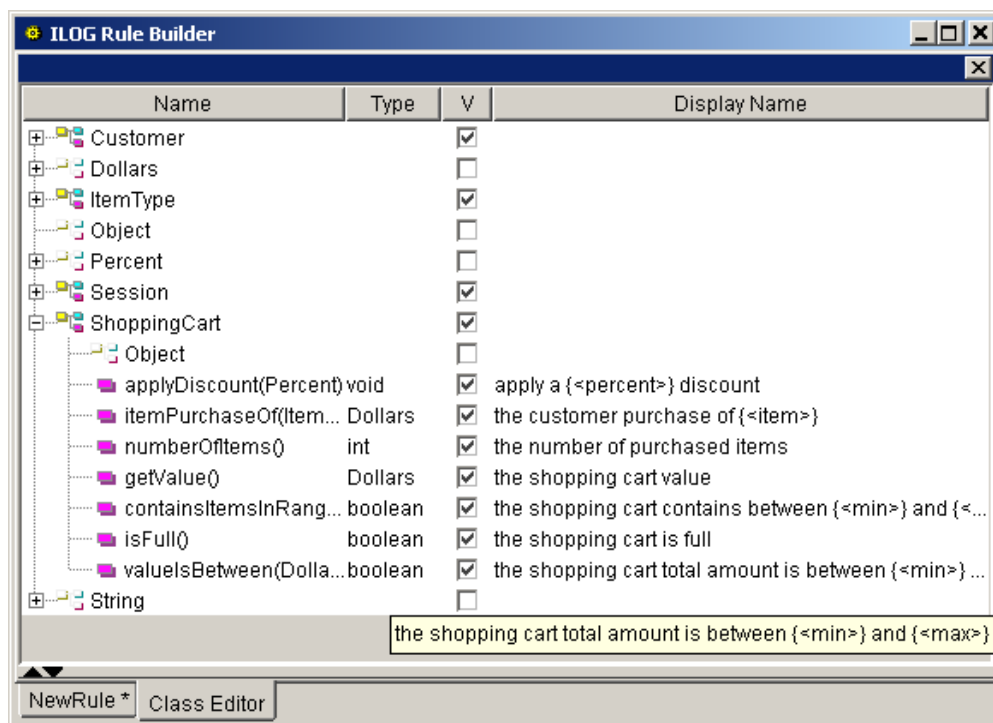 ILOG Rule Builder
Name Type V Display Name
Customer
Dollars
ItemType
Object
Percent
Session
ShoppingCart
Object
applyDiscount(Percent) void apply a {<percent>} discount
itemPurchaseOf(Item... Dollars the customer purchase of {<item>}
numberOfItems() int the number of purchased items
getValue() Dollars the shopping cart value
containsItemsInRang... boolean the shopping cart contains between {<min>} and {<...
isFull() boolean the shopping cart is full
valueIsBetween(Dolla... boolean the shopping cart total amount is between {<min>} ...
String
the shopping cart total amount is between {<min>} and {<max>}
NewRule * Class Editor